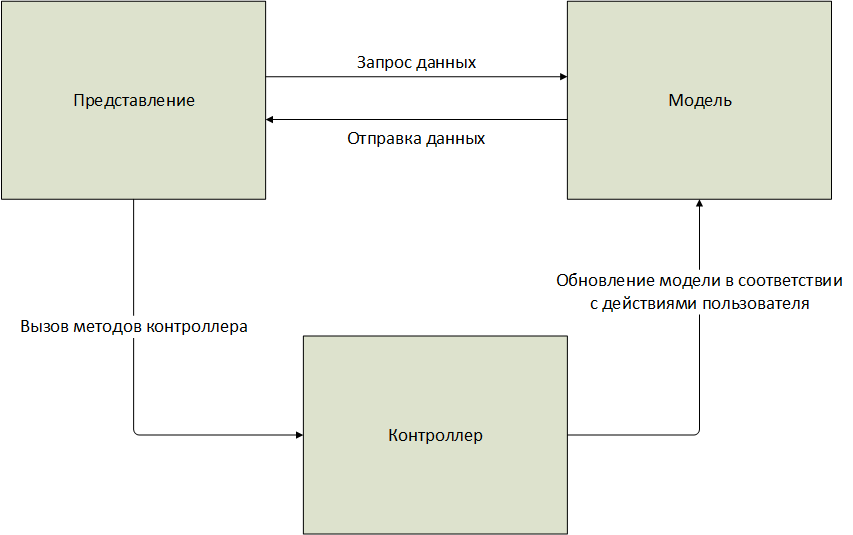 Запрос данных
Представление
Модель
Отправка данных
Обновление модели в соответствии
с действиями пользователя
Вызов методов контроллера
Контроллер